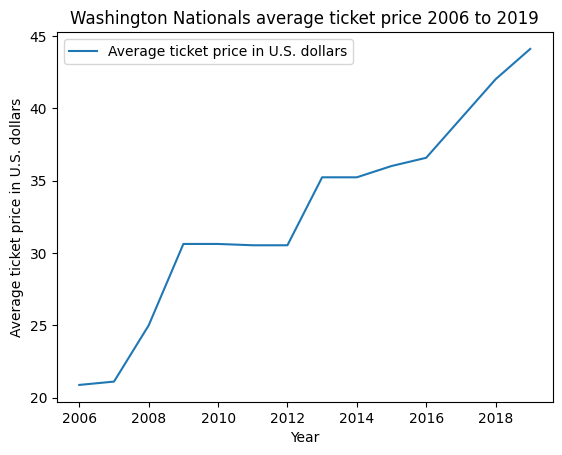 Washington Nationals average ticket price 2006 to 2019
Average ticket price in U.S. dollars
Average ticket price in U.S. dollars
45
40
35
30
25
20
2006 2008 2010 2012 2014 2016 2018
Year